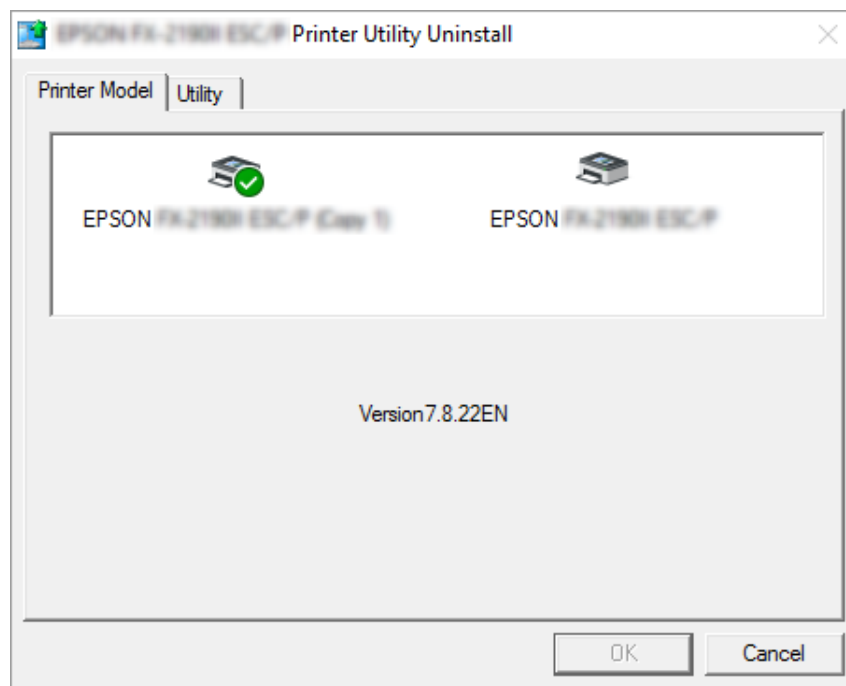 Printer Utility Uninstall
Printer Model Utility
EPSON EPSON
Version7.8.22EN
OK Cancel